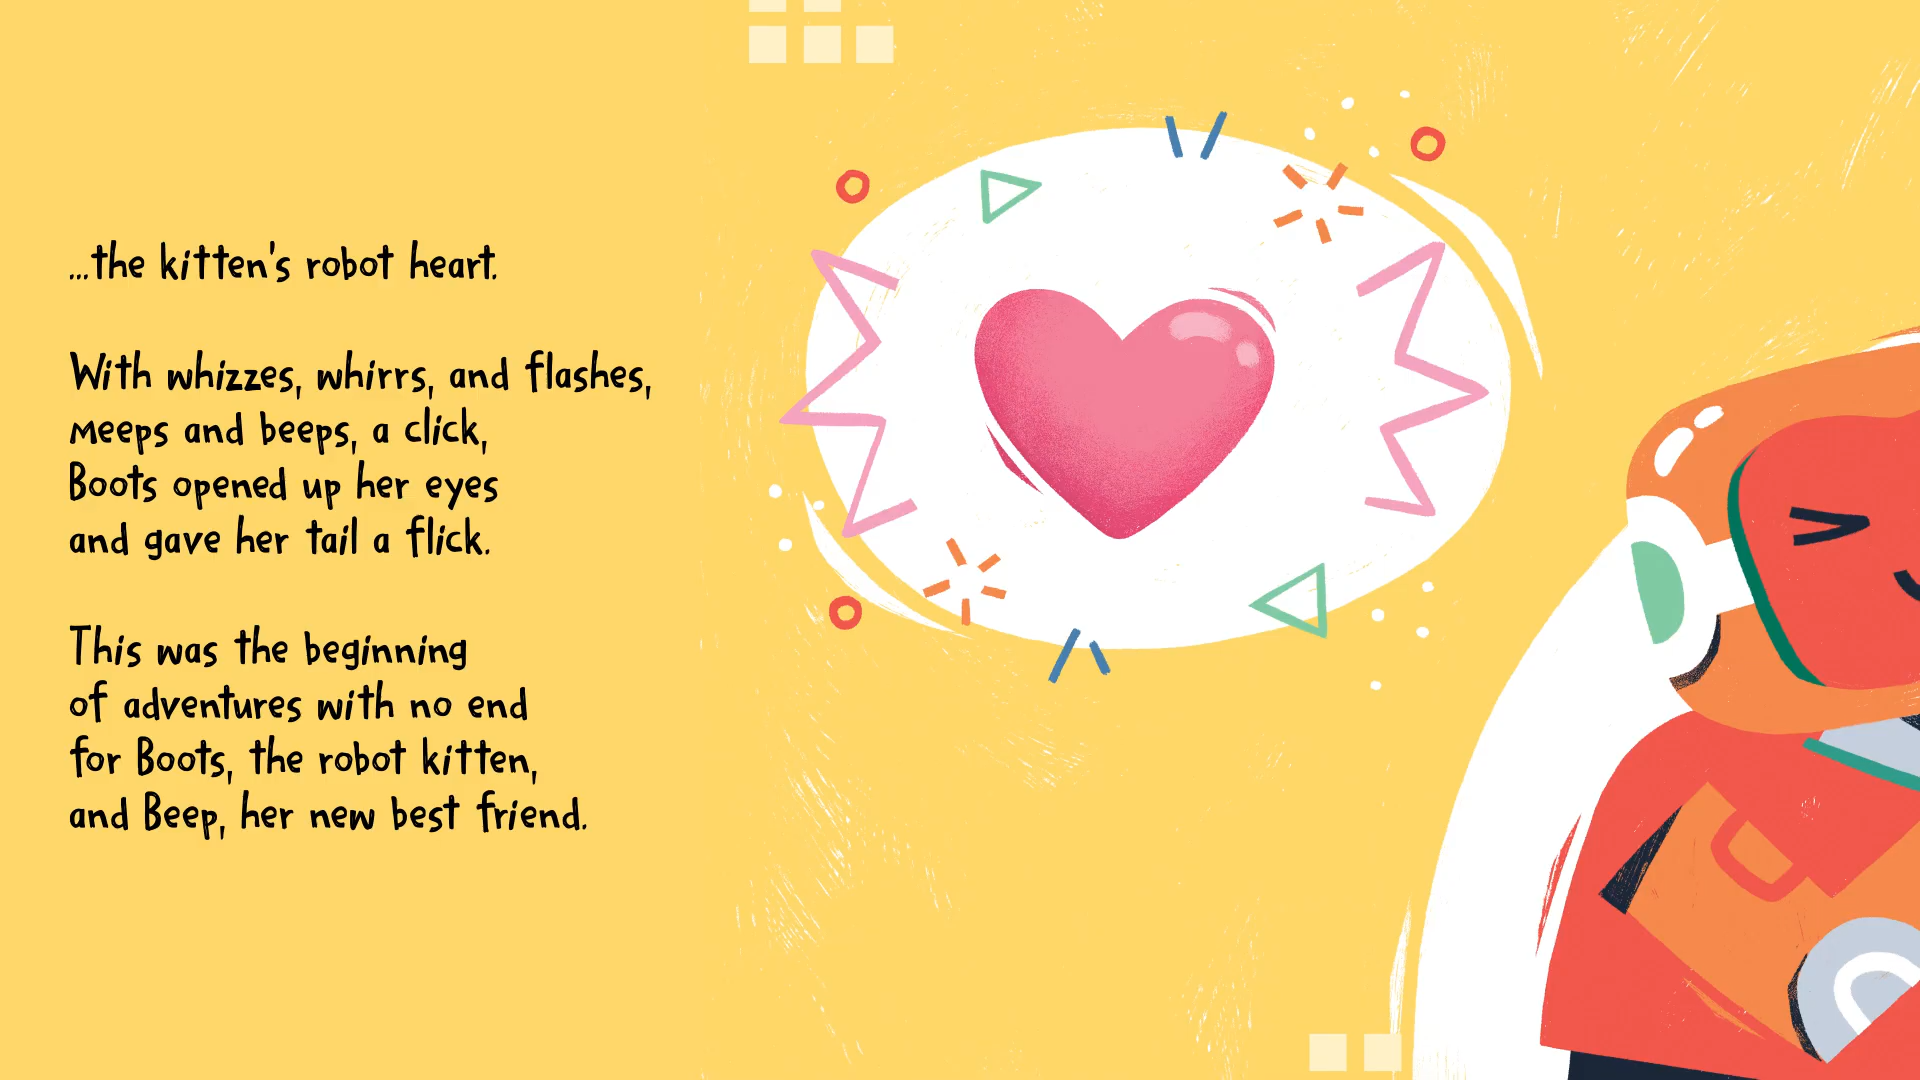 ...the kitten's robot heart.
With whizzes, whirrs, and flashes,
meeps and beeps, a click,
Boots opened up her eyes
and gave her tail a flick.
This was the beginning
of adventures with no end
for Boots, the robot kitten,
and Beep, her new best friend.